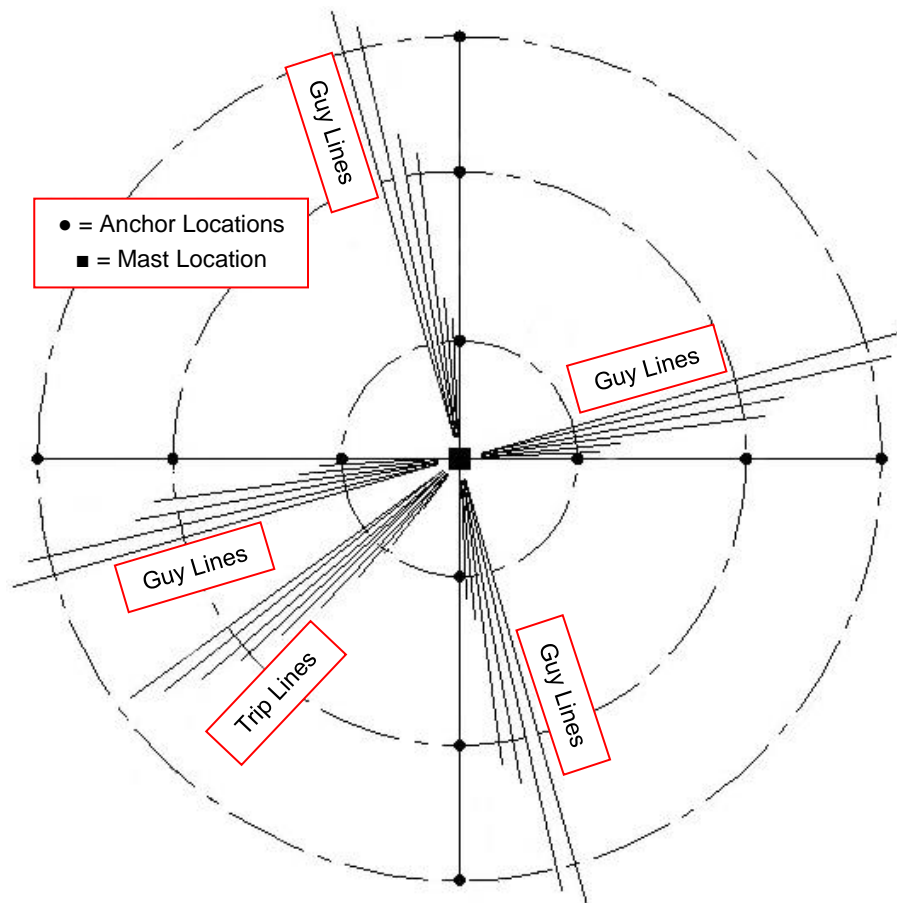 Guy Lines
● = Anchor Locations
■ = Mast Location
Guy Lines
Guy Lines
Trip Lines
Guy Lines